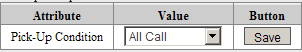 Attribute Value Button
Pick-Up Condition All Call Save